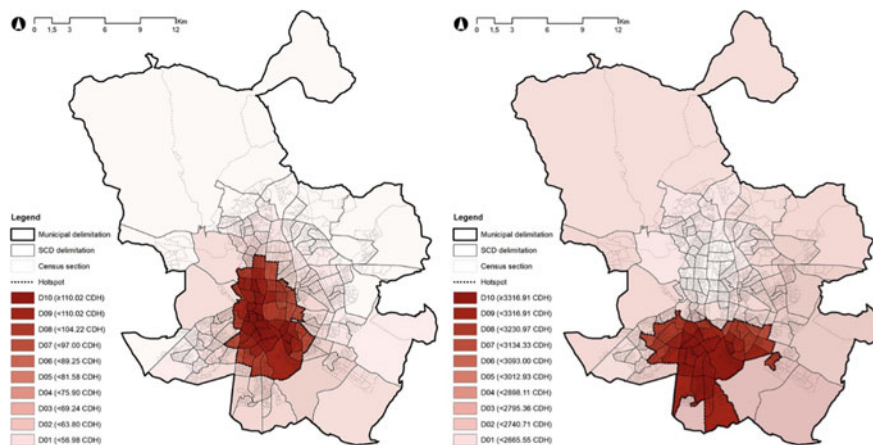 0 1,5 3 6 9 12 Km
Legend
Municipal delimitation
SCD delimitation
Census section
Hotspot
D10 (≥110.02 CDH)
D09 (<110.02 CDH)
D08 (<104.22 CDH)
D07 (<97.00 CDH)
D06 (<89.25 CDH)
D05 (<81.58 CDH)
D04 (<75.90 CDH)
D03 (<69.24 CDH)
D02 (<63.80 CDH)
D01 (<56.98 CDH)
0 1,5 3 6 9 12 Km
Legend
Municipal delimitation
SCD delimitation
Census section
Hotspot
D10 (≥3316.91 CDH)
D09 (<3316.91 CDH)
D08 (<3230.97 CDH)
D07 (<3134.33 CDH)
D06 (<3093.00 CDH)
D05 (<3012.93 CDH)
D04 (<2898.11 CDH)
D03 (<2795.36 CDH)
D02 (<2740.71 CDH)
D01 (<2665.55 CDH)